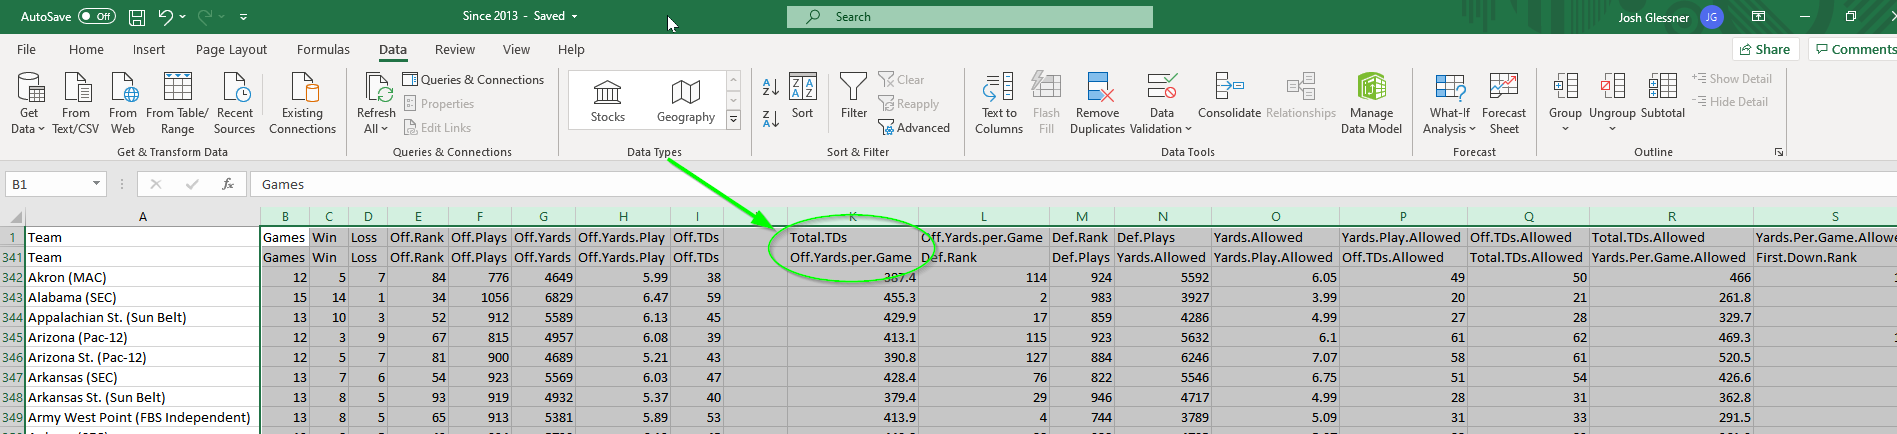 AutoSave Off Since 2013 - Saved Search Josh Glessner JG
File Home Insert Page Layout Formulas Data Review View Help Share Comments
Get Data From Text/CSV From Web From Table/ Range Recent Sources Existing Connections
Get & Transform Data
Refresh All Queries & Connections Properties Edit Links
Queries & Connections
Stocks Geography
Data Types
Sort Filter Clear Reapply Advanced
Sort & Filter
Text to Columns Flash Fill Remove Duplicates Data Validation Consolidate Relationships Manage Data Model
Data Tools
What-If Analysis Forecast Sheet
Forecast
Group Ungroup Subtotal Show Detail Hide Detail
Outline
B1 fx Games
A B C D E F G H I K L M N O P Q R S
1 Team Games Win Loss Off.Rank Off.Plays Off.Yards Off.Yards.Play Off.TDs Total.TDs Off.Yards.per.Game Def.Rank Def.Plays Yards.Allowed Yards.Play.Allowed Off.TDs.Allowed Total.TDs.Allowed Yards.Per.Game.Allowe
341 Team Games Win Loss Off.Rank Off.Plays Off.Yards Off.Yards.Play Off.TDs Off.Yards.per.Game Def.Rank Def.Plays Yards.Allowed Yards.Play.Allowed Off.TDs.Allowed Total.TDs.Allowed Yards.Per.Game.Allowed First.Down.Rank
342 Akron (MAC) 12 5 7 84 776 4649 5.99 38 387.4 114 924 5592 6.05 49 50 466
343 Alabama (SEC) 15 14 1 34 1056 6829 6.47 59 455.3 2 983 3927 3.99 20 21 261.8
344 Appalachian St. (Sun Belt) 13 10 3 52 912 5589 6.13 45 429.9 17 859 4286 4.99 27 28 329.7
345 Arizona (Pac-12) 12 3 9 67 815 4957 6.08 39 413.1 115 923 5632 6.1 61 62 469.3
346 Arizona St. (Pac-12) 12 5 7 81 900 4689 5.21 43 390.8 127 884 6246 7.07 58 61 520.5
347 Arkansas (SEC) 13 7 6 54 923 5569 6.03 47 428.4 76 822 5546 6.75 51 54 426.6
348 Arkansas St. (Sun Belt) 13 8 5 93 919 4932 5.37 40 379.4 29 946 4717 4.99 28 31 362.8
349 Army West Point (FBS Independent) 13 8 5 65 913 5381 5.89 53 413.9 4 744 3789 5.09 31 33 291.5